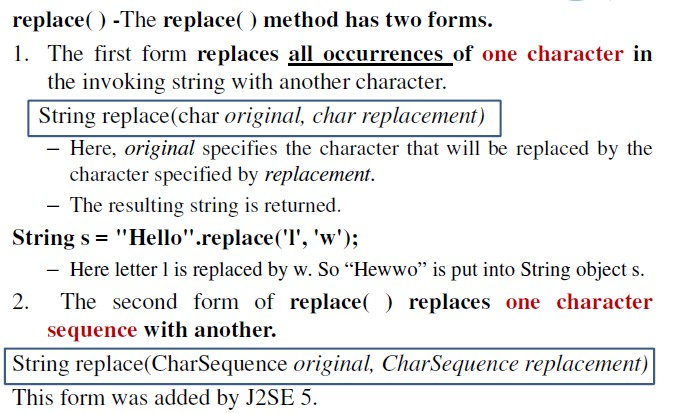 replace( ) -The replace( ) method has two forms.
1. The first form replaces all occurrences of one character in
the invoking string with another character.
String replace(char original, char replacement)
– Here, original specifies the character that will be replaced by the
character specified by replacement.
– The resulting string is returned.
String s = "Hello".replace('l', 'w');
– Here letter l is replaced by w. So “Hewwo” is put into String object s.
2. The second form of replace( ) replaces one character
sequence with another.
String replace(CharSequence original, CharSequence replacement)
This form was added by J2SE 5.